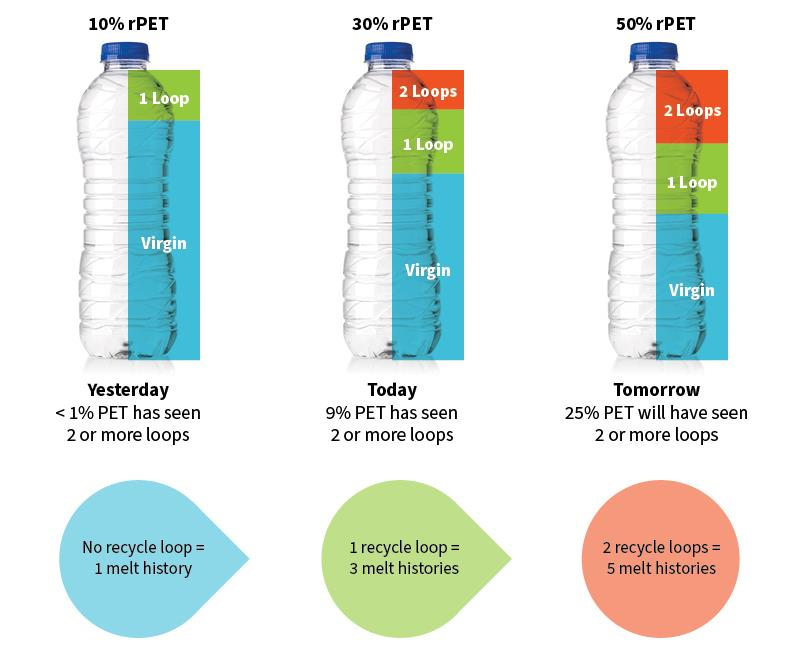 10% rPET
30% rPET
50% rPET
1 Loop
Virgin
2 Loops
1 Loop
Virgin
2 Loops
1 Loop
Virgin
Yesterday
< 1% PET has seen
2 or more loops
Today
9% PET has seen
2 or more loops
Tomorrow
25% PET will have seen
2 or more loops
No recycle loop =
1 melt history
1 recycle loop =
3 melt histories
2 recycle loops =
5 melt histories